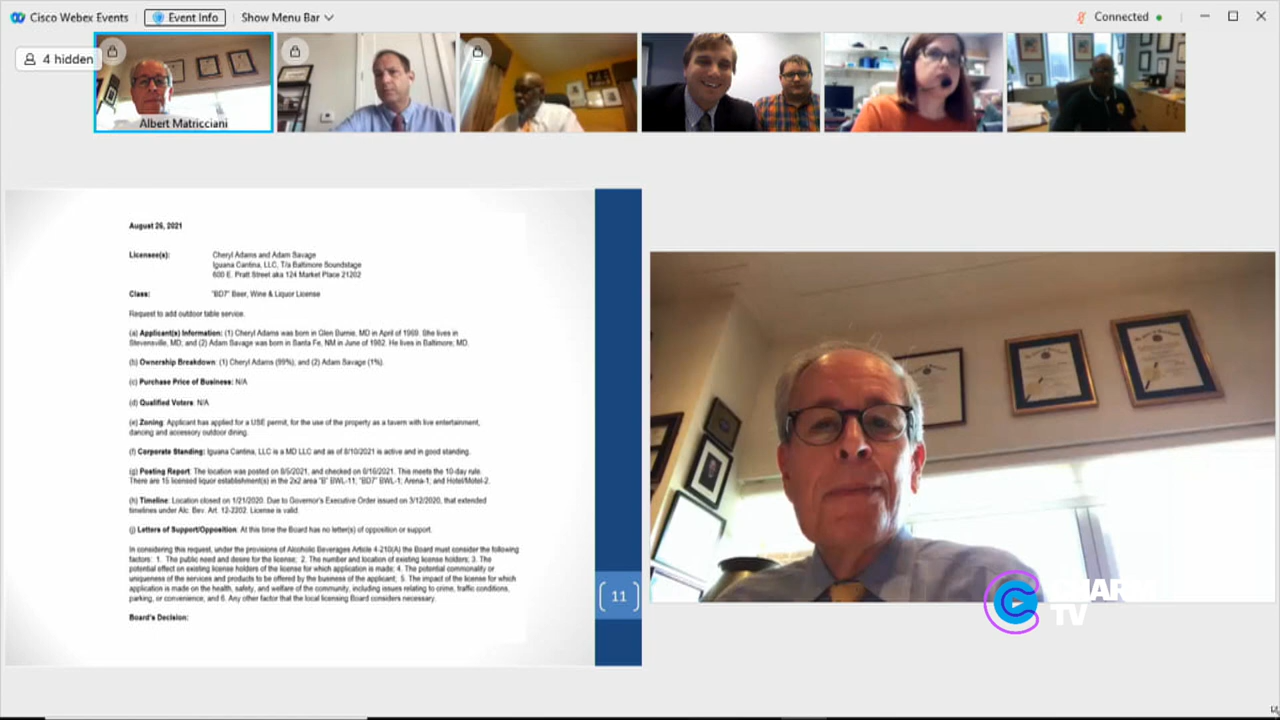 Cisco Webex Events
Event Info
Show Menu Bar
Connected
4 hidden
Albert Matricciani
August 26, 2021
Licensee(s): Cheryl Adams and Adam Savage
Iguana Cantina, LLC, T/a Baltimore Soundstage
600 E. Pratt Street aka 124 Market Place 21202
Class: "BD7" Beer, Wine & Liquor License
Request to add outdoor table service.
(a) Applicant(s) Information: (1) Cheryl Adams was born in Glen Burnie, MD in April of 1969. She lives in
Stevensville, MD; and (2) Adam Savage was born in Santa Fe, NM in June of 1982. He lives in Baltimore, MD.
(b) Ownership Breakdown: (1) Cheryl Adams (99%); and (2) Adam Savage (1%).
(c) Purchase Price of Business: N/A
(d) Qualified Voters: N/A
(e) Zoning: Applicant has applied for a USE permit, for the use of the property as a tavern with live entertainment,
dancing and accessory outdoor dining.
(f) Corporate Standing: Iguana Cantina, LLC is a MD LLC and as of 8/10/2021 is active and in good standing.
(g) Posting Report: The location was posted on 8/5/2021, and checked on 8/16/2021. This meets the 10-day rule.
There are 15 licensed liquor establishment(s) in the 2x2 area "B" BWL-11; "BD7" BWL-1; Arena-1; and Hotel/Motel-2.
(h) Timeline: Location closed on 1/21/2020. Due to Governor's Executive Order issued on 3/12/2020, that extended
timelines under Alc. Bev. Art. 12-2202. License is valid.
(i) Letters of Support/Opposition: At this time the Board has no letter(s) of opposition or support.
In considering this request, under the provisions of Alcoholic Beverages Article 4-210(A) the Board must consider the following
factors: 1. The public need and desire for the license; 2. The number and location of existing license holders; 3. The
potential effect on existing license holders of the license for which application is made; 4. The potential commonality or
uniqueness of the services and products to be offered by the business of the applicant; 5. The impact of the license for which
application is made on the health, safety, and welfare of the community, including issues relating to crime, traffic conditions,
parking, or convenience, and 6. Any other factor that the local licensing Board considers necessary.
Board's Decision:
11
TV